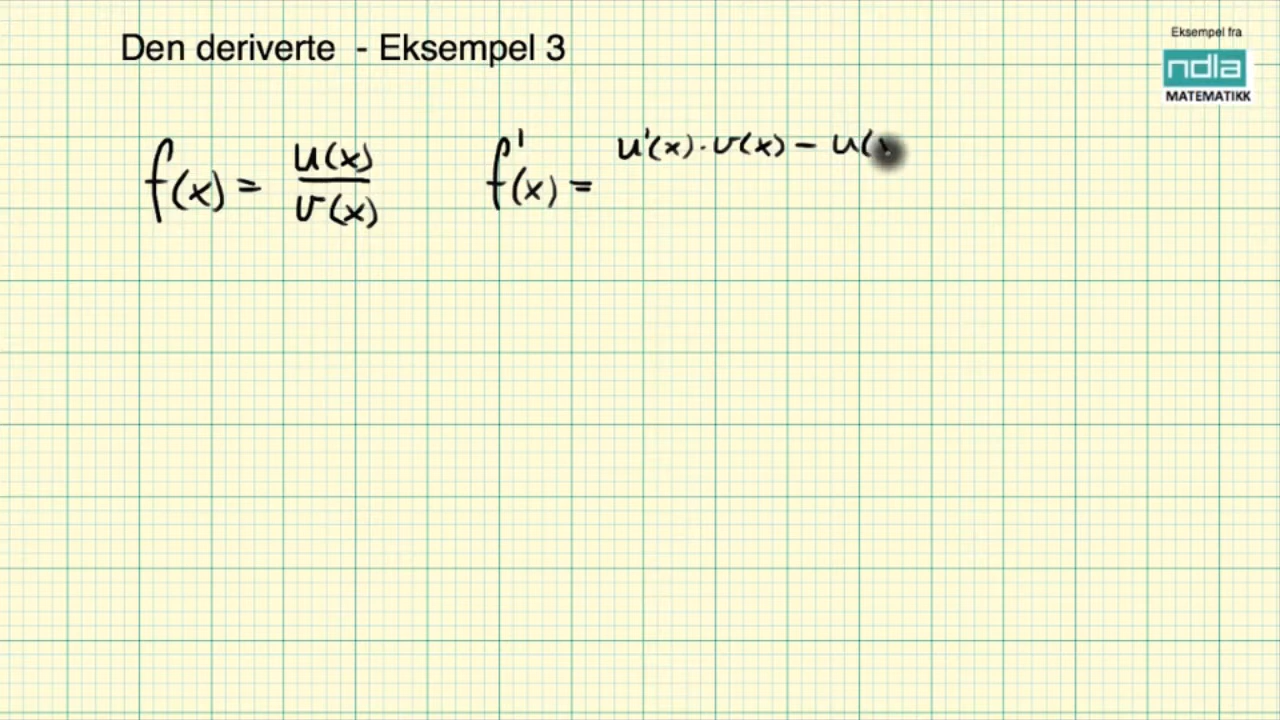 Den deriverte - Eksempel 3
Eksempel fra
ndla
MATEMATIKK
f(x) = u(x)/v(x)
f'(x) = u'(x)·v(x) − u(